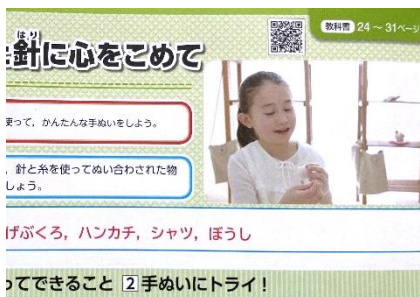 教科書 24～31ページ
針に心をこめて
はり
使って，かんたんな手ぬいをしよう。
針と糸を使ってぬい合わされた物
しょう。
げぶくろ，ハンカチ，シャツ，ぼうし
ってできること 2 手ぬいにトライ！